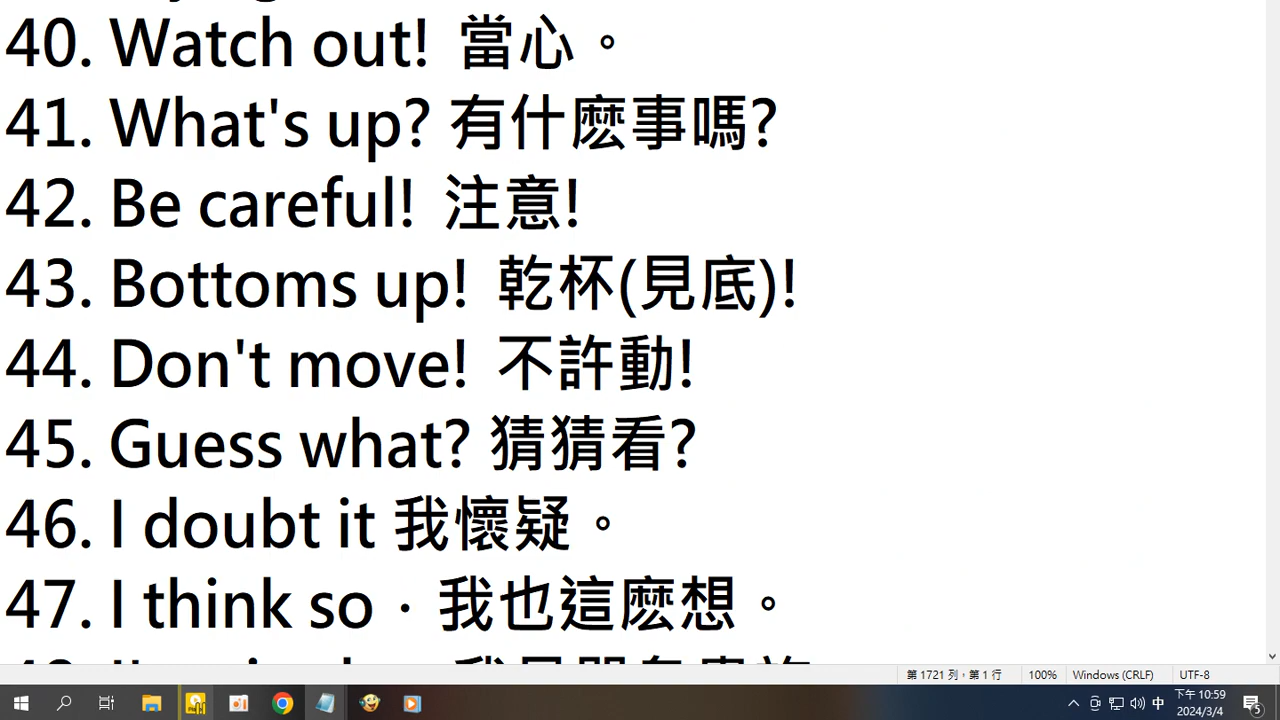 40. Watch out!  當心。
41. What's up? 有什麽事嗎?
42. Be careful!  注意!
43. Bottoms up!  乾杯(見底)!
44. Don't move!  不許動!
45. Guess what? 猜猜看?
46. I doubt it 我懷疑。
47. I think so．我也這麽想。
第 1721 列，第 1 行
100%
Windows (CRLF)
UTF-8
中
下午 10:59
2024/3/4
5